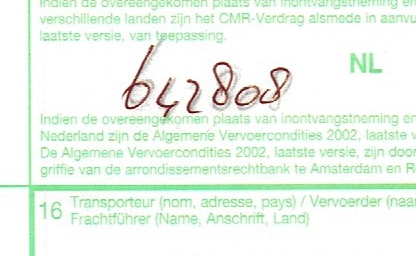 Indien de overeengekomen plaats van inontvangstneming en
verschillende landen zijn het CMR-Verdrag alsmede in aanvu
laatste versie, van toepassing.
642808
NL
Indien de overeengekomen plaats van inontvangstneming en
Nederland zijn de Algemene Vervoercondities 2002, laatste v
De Algemene Vervoercondities 2002, laatste versie, zijn door
griffie van de arrondissementsrechtbank te Amsterdam en R
16 Transporteur (nom, adresse, pays) / Vervoerder (naa
Frachtführer (Name, Anschrift, Land)